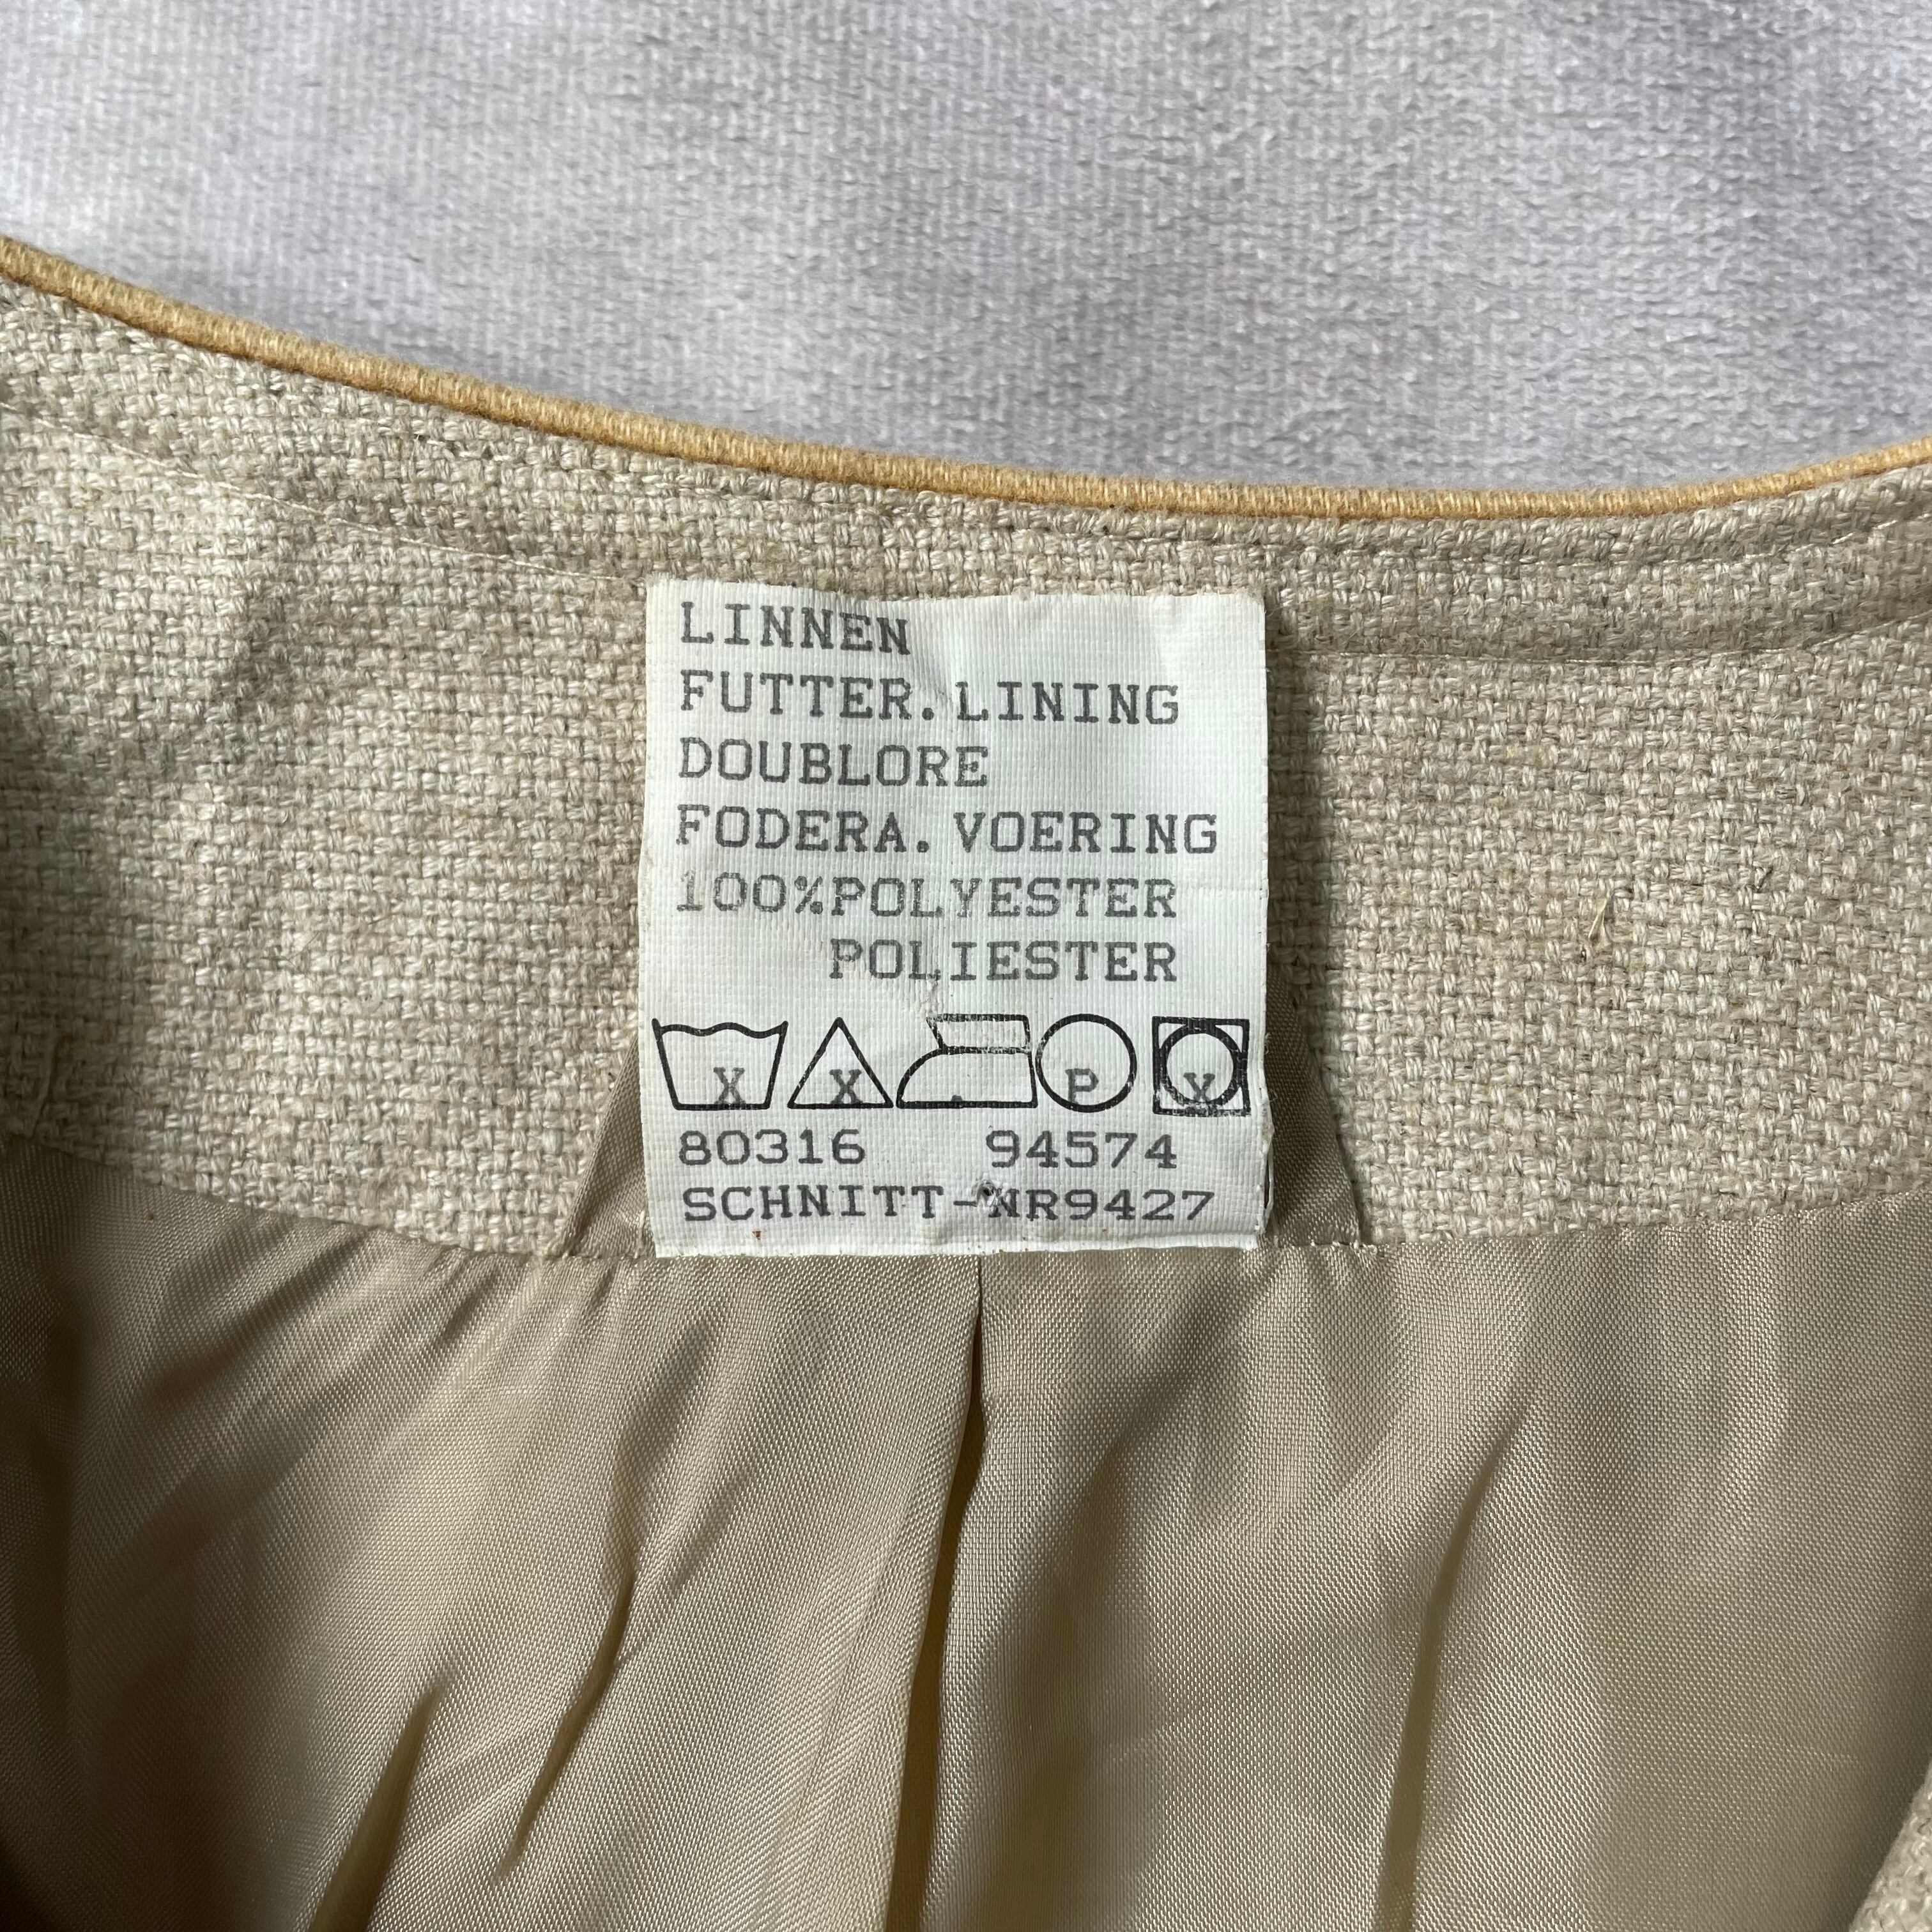 LINNEN
FUTTER. LINING
DOUBLORE
FODERA. VOERING
100%POLYESTER
POLIESTER
X X P X
80316 94574
SCHNITT-NR9427